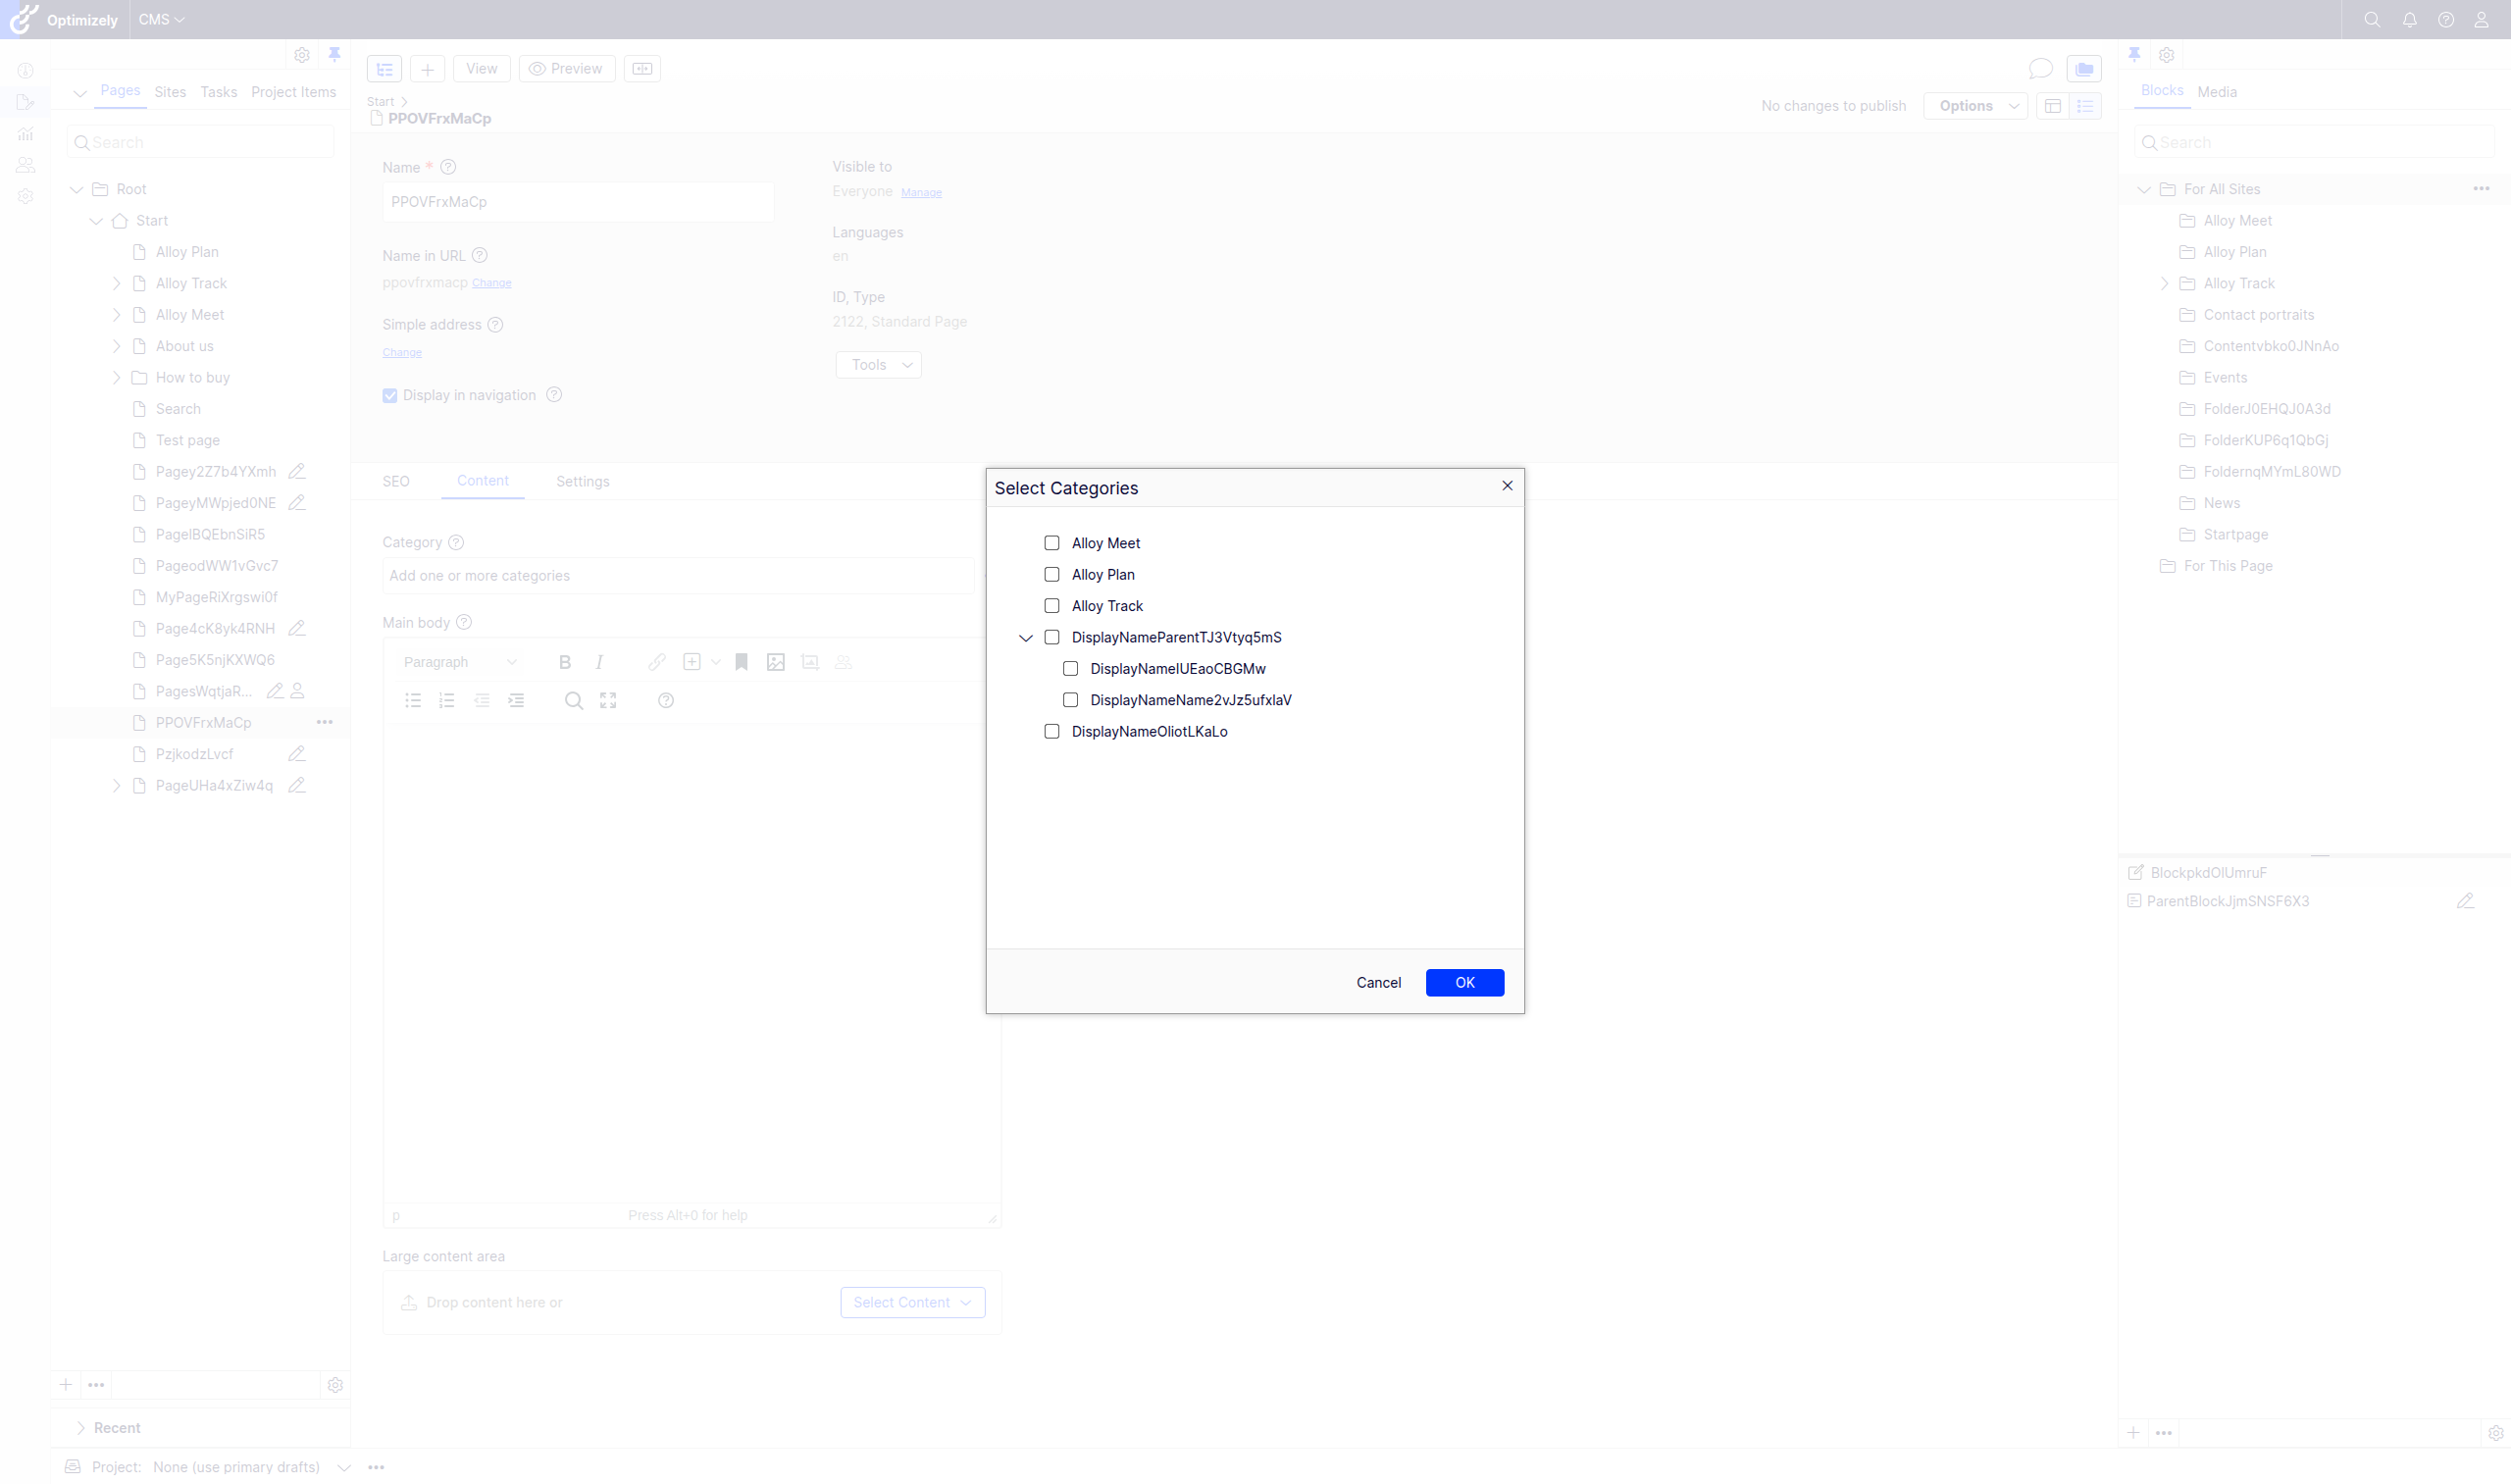 Optimizely CMS
Pages Sites Tasks Project Items
Search
Root
Start
Alloy Plan
Alloy Track
Alloy Meet
About us
How to buy
Search
Test page
Pagey2Z7b4YXmh
PageyMWpjed0NE
PagelBQEbnSiR5
PageodWW1vGvc7
MyPageRiXrgswi0f
Page4cK8yk4RNH
Page5K5njKXWQ6
PagesWqtjaR...
PPOVFrxMaCp
PzjkodzLvcf
PageUHa4xZiw4q
Recent
Project: None (use primary drafts)
View Preview
Start
PPOVFrxMaCp
No changes to publish Options
Name *
PPOVFrxMaCp
Name in URL
ppovfrxmacp Change
Simple address
Change
Display in navigation
Visible to
Everyone Manage
Languages
en
ID, Type
2122, Standard Page
Tools
SEO Content Settings
Category
Add one or more categories
Main body
Paragraph B I
p Press Alt+0 for help
Large content area
Drop content here or Select Content
Select Categories
Alloy Meet
Alloy Plan
Alloy Track
DisplayNameParentTJ3Vtyq5mS
DisplayNameIUEaoCBGMw
DisplayNameName2vJz5ufxlaV
DisplayNameOliotLKaLo
Cancel OK
Blocks Media
Search
For All Sites
Alloy Meet
Alloy Plan
Alloy Track
Contact portraits
Contentvbko0JNnAo
Events
FolderJ0EHQJ0A3d
FolderKUP6q1QbGj
FoldernqMYmL80WD
News
Startpage
For This Page
BlockpkdOlUmruF
ParentBlockJjmSNSF6X3